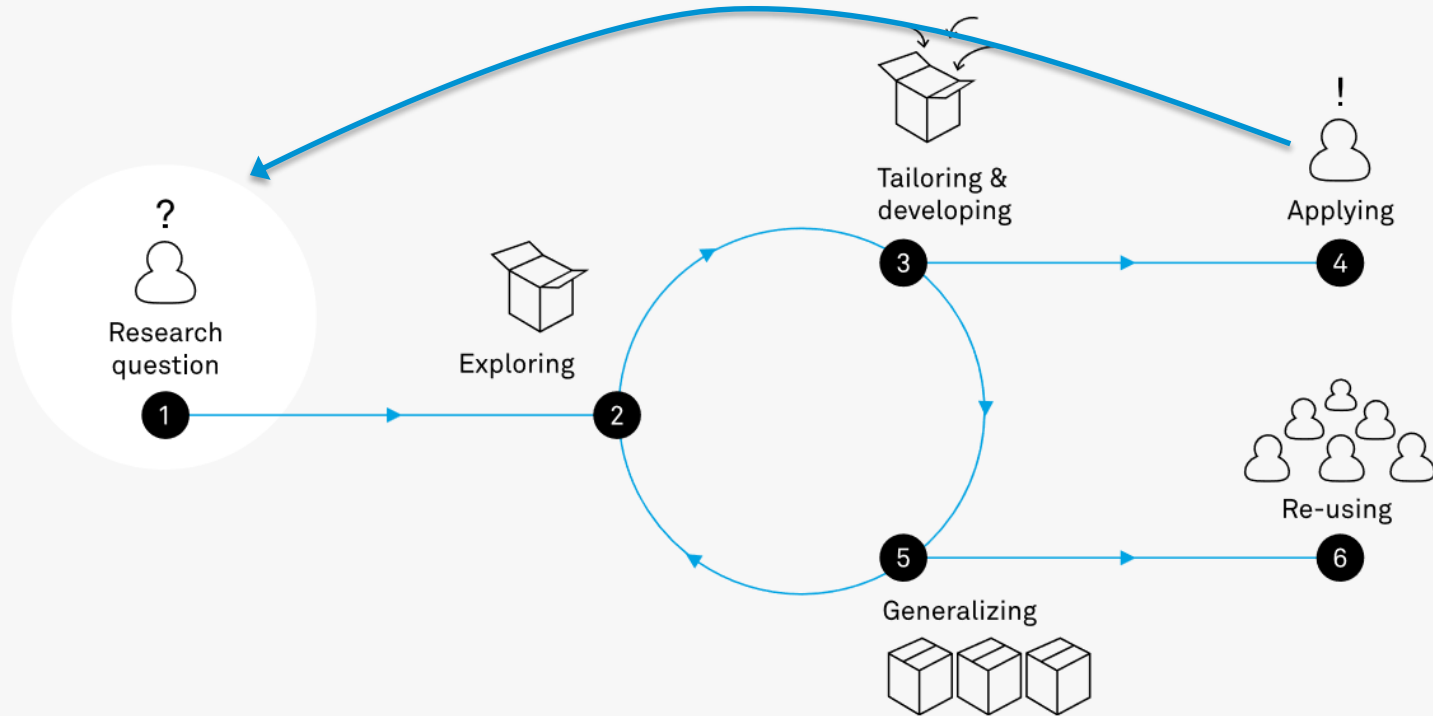 ?
Research
question
1
Exploring
2
Tailoring &
developing
3
!
Applying
4
Generalizing
5
Re-using
6